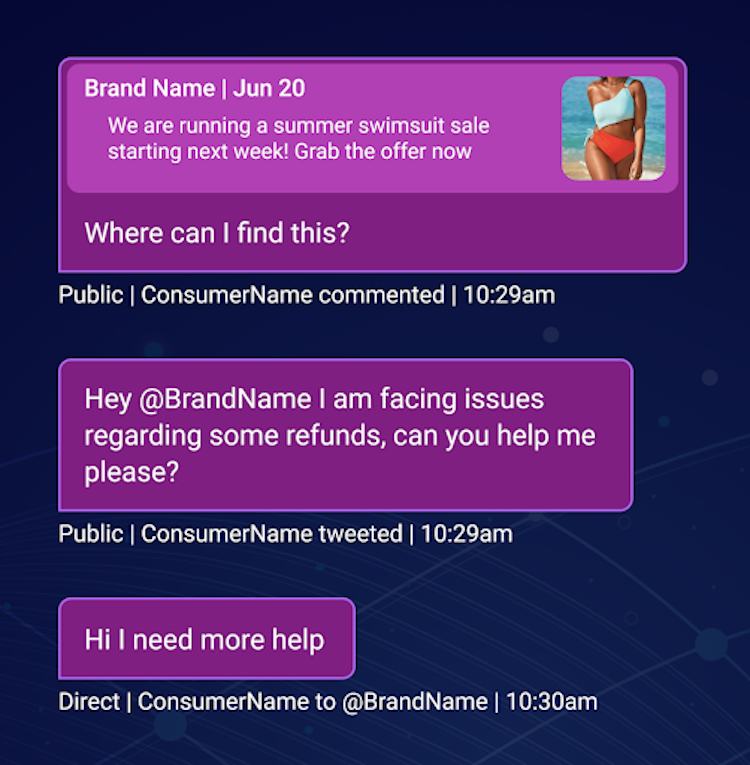 Brand Name | Jun 20
We are running a summer swimsuit sale
starting next week! Grab the offer now
Where can I find this?
Public | ConsumerName commented | 10:29am
Hey @BrandName I am facing issues
regarding some refunds, can you help me
please?
Public | ConsumerName tweeted | 10:29am
Hi I need more help
Direct | ConsumerName to @BrandName | 10:30am